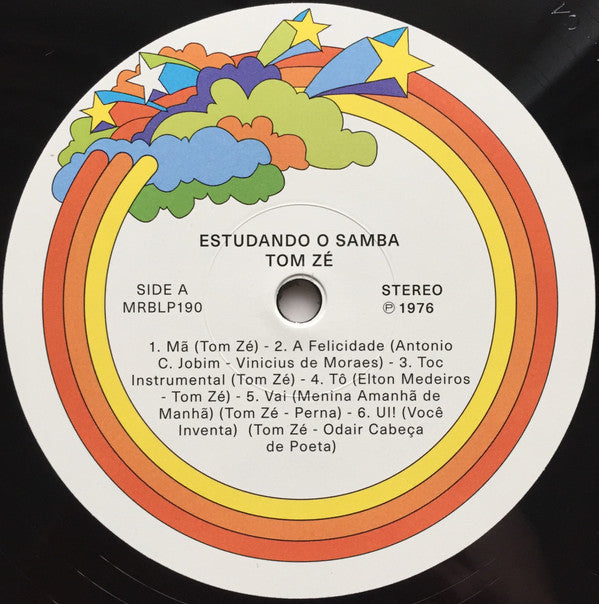 ESTUDANDO O SAMBA
TOM ZÉ
SIDE A
MRBLP190
STEREO
℗ 1976
1. Mã (Tom Zé) - 2. A Felicidade (Antonio
C. Jobim - Vinicius de Moraes) - 3. Toc
Instrumental (Tom Zé) - 4. Tô (Elton Medeiros
- Tom Zé) - 5. Vai (Menina Amanhã de
Manhã) (Tom Zé - Perna) - 6. UI! (Você
Inventa) (Tom Zé - Odair Cabeça
de Poeta)